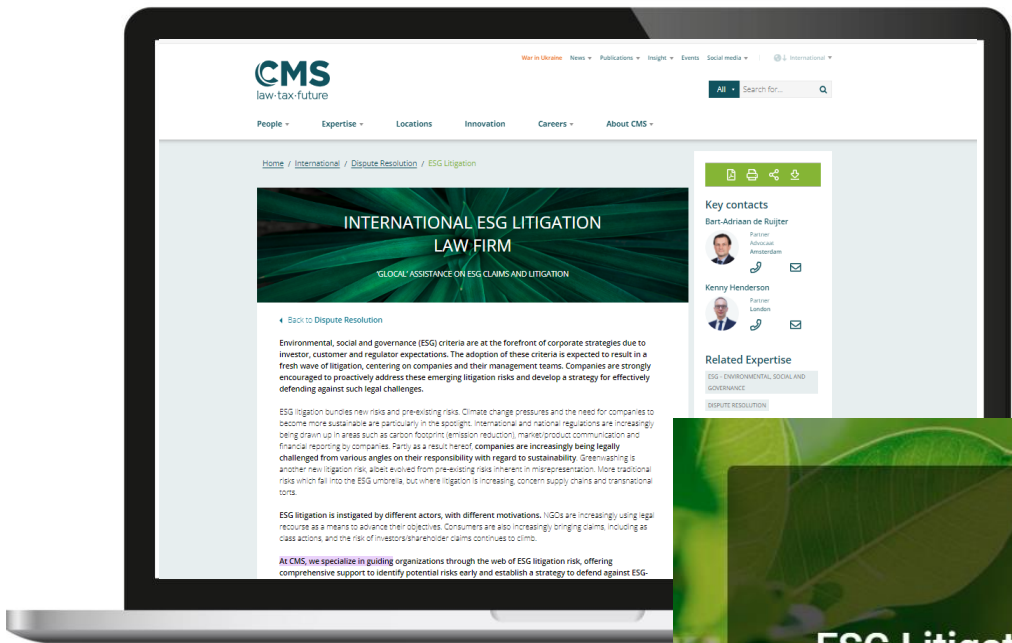 War in Ukraine News Publications Insight Events Social media International
CMS
law·tax·future
All Search for...
People Expertise Locations Innovation Careers About CMS
Home / International / Dispute Resolution / ESG Litigation
INTERNATIONAL ESG LITIGATION
LAW FIRM
'GLOCAL' ASSISTANCE ON ESG CLAIMS AND LITIGATION
Back to Dispute Resolution
Environmental, social and governance (ESG) criteria are at the forefront of corporate strategies due to
investor, customer and regulator expectations. The adoption of these criteria is expected to result in a
fresh wave of litigation, centering on companies and their management teams. Companies are strongly
encouraged to proactively address these emerging litigation risks and develop a strategy for effectively
defending against such legal challenges.
ESG litigation bundles new risks and pre-existing risks. Climate change pressures and the need for companies to
become more sustainable are particularly in the spotlight. International and national regulations are increasingly
being drawn up in areas such as carbon footprint (emission reduction), market/product communication and
financial reporting by companies. Partly as a result hereof, companies are increasingly being legally
challenged from various angles on their responsibility with regard to sustainability. Greenwashing is
another new litigation risk, albeit evolved from pre-existing risks inherent in misrepresentation. More traditional
risks which fall into the ESG umbrella, but where litigation is increasing, concern supply chains and transnational
torts.
ESG litigation is instigated by different actors, with different motivations. NGOs are increasingly using legal
recourse as a means to advance their objectives. Consumers are also increasingly bringing claims, including as
class actions, and the risk of investors/shareholder claims continues to climb.
At CMS, we specialize in guiding organizations through the web of ESG litigation risk, offering
comprehensive support to identify potential risks early and establish a strategy to defend against ESG-
Key contacts
Bart-Adriaan de Ruijter
Partner
Advocaat
Amsterdam
Kenny Henderson
Partner
London
Related Expertise
ESG - ENVIRONMENTAL, SOCIAL AND
GOVERNANCE
DISPUTE RESOLUTION